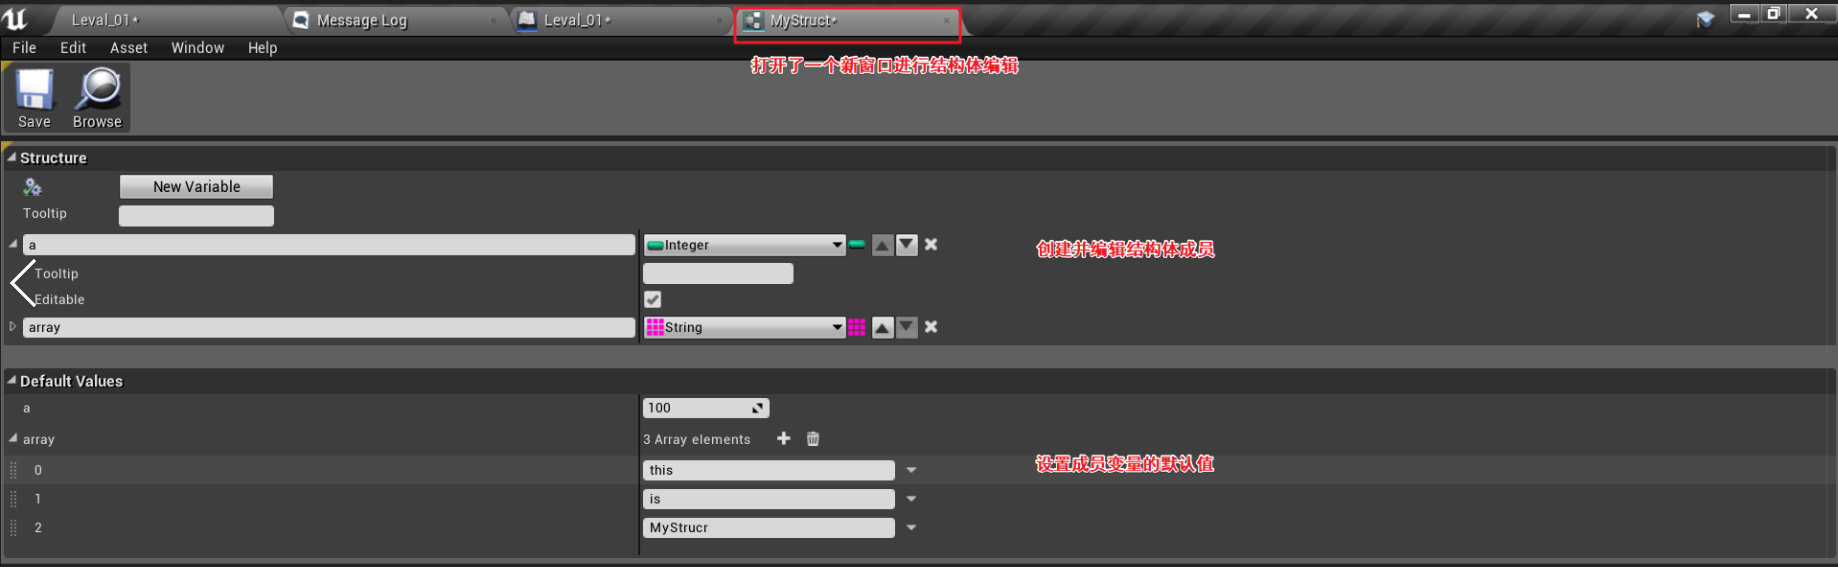 Leval_01*
Message Log
Leval_01*
MyStruct*
File Edit Asset Window Help
打开了一个新窗口进行结构体编辑
Save Browse
Structure
New Variable
Tooltip
a Integer
创建并编辑结构体成员
Tooltip
Editable
array String
Default Values
a 100
array 3 Array elements
0 this
设置成员变量的默认值
1 is
2 MyStrucr